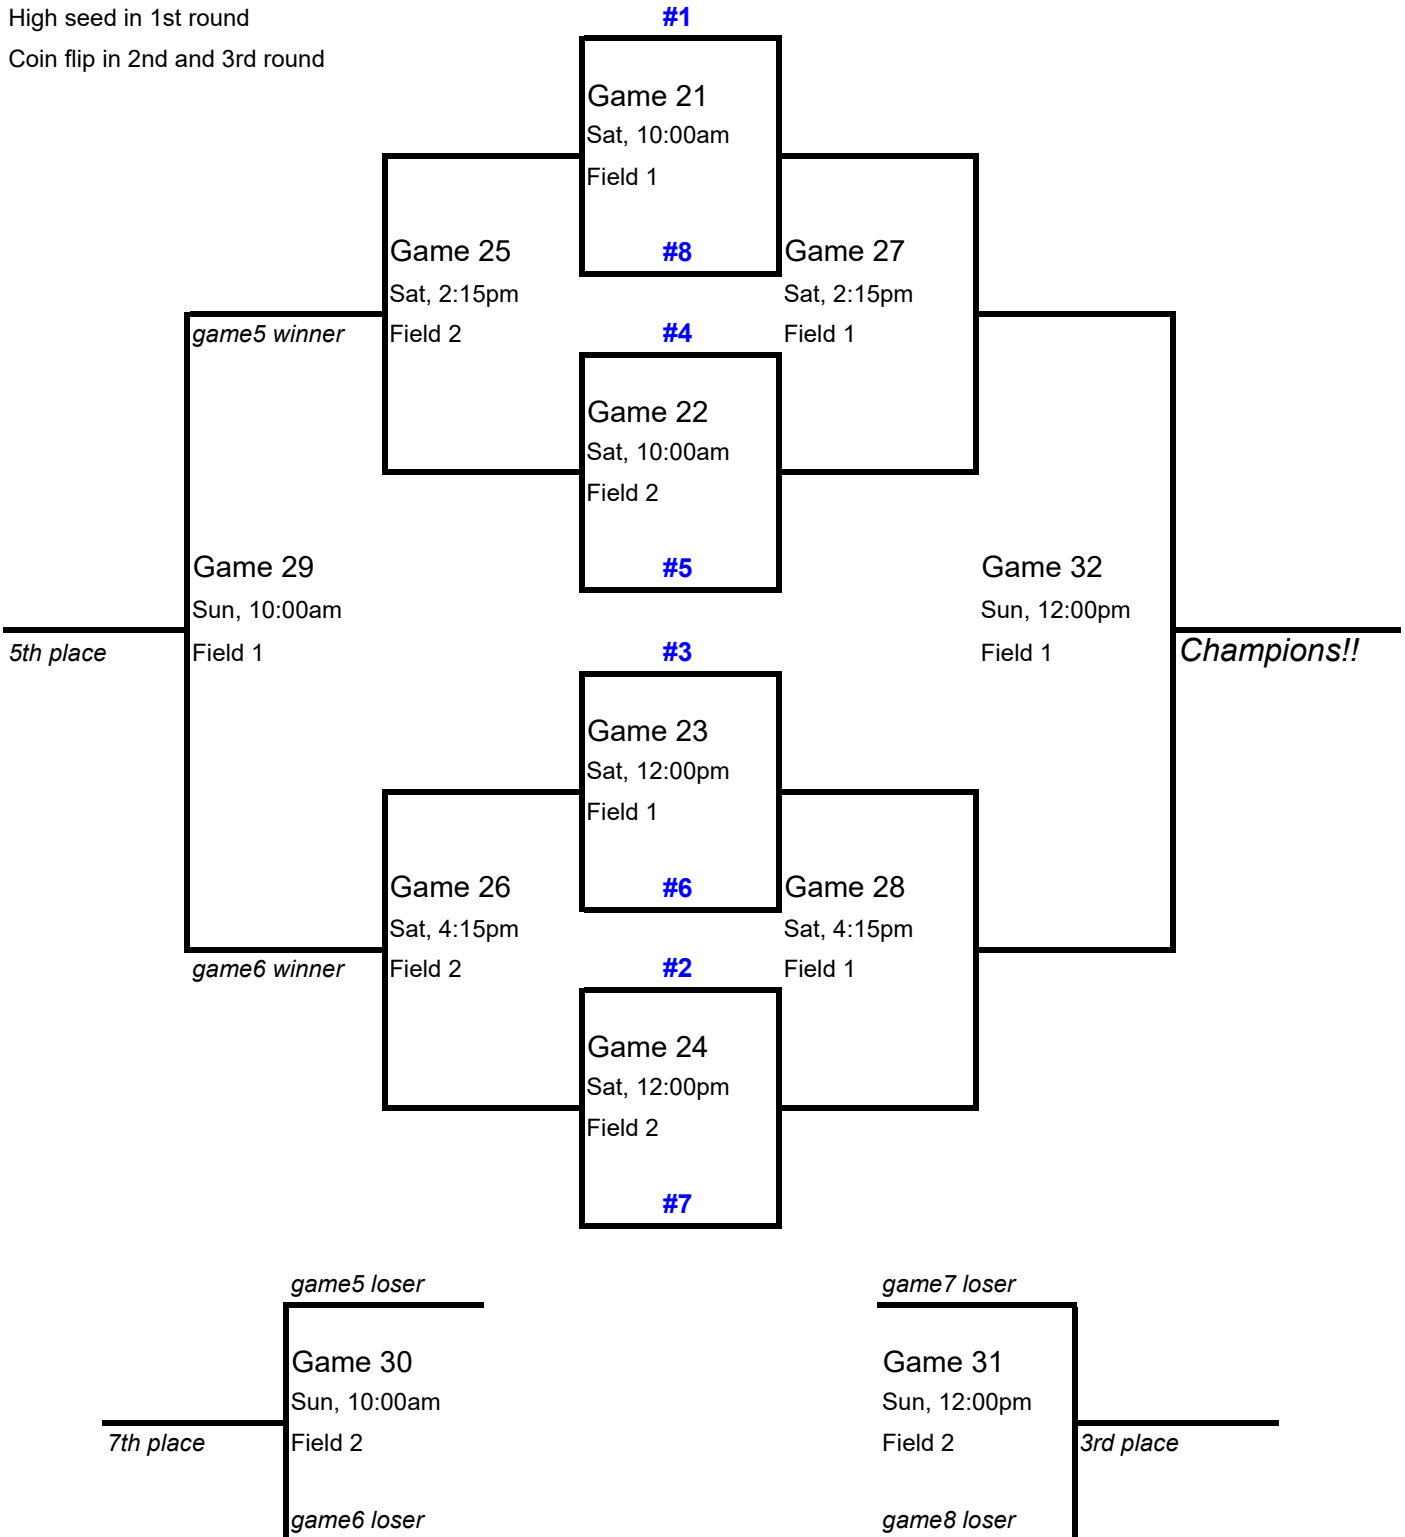 High seed in 1st round
#1
Coin flip in 2nd and 3rd round
Game 21
Sat, 10:00am
Field 1
#8
Game 25
Sat, 2:15pm
Field 2
game5 winner
Game 27
Sat, 2:15pm
Field 1
#4
Game 22
Sat, 10:00am
Field 2
#5
Game 29
Sun, 10:00am
Field 1
5th place
Game 32
Sun, 12:00pm
Field 1
Champions!!
#3
Game 23
Sat, 12:00pm
Field 1
#6
Game 26
Sat, 4:15pm
Field 2
game6 winner
Game 28
Sat, 4:15pm
Field 1
#2
Game 24
Sat, 12:00pm
Field 2
#7
game5 loser
Game 30
Sun, 10:00am
Field 2
7th place
game6 loser
game7 loser
Game 31
Sun, 12:00pm
Field 2
3rd place
game8 loser